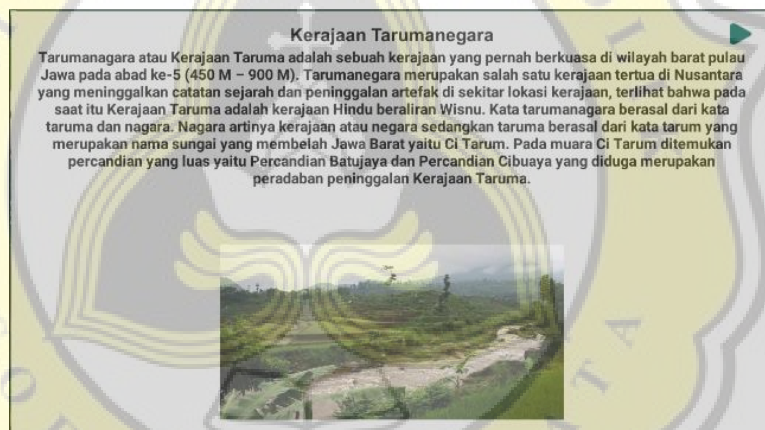 Kerajaan Tarumanegara
Tarumanagara atau Kerajaan Taruma adalah sebuah kerajaan yang pernah berkuasa di wilayah barat pulau
Jawa pada abad ke-5 (450 M – 900 M). Tarumanegara merupakan salah satu kerajaan tertua di Nusantara
yang meninggalkan catatan sejarah dan peninggalan artefak di sekitar lokasi kerajaan, terlihat bahwa pada
saat itu Kerajaan Taruma adalah kerajaan Hindu beraliran Wisnu. Kata tarumanagara berasal dari kata
taruma dan nagara. Nagara artinya kerajaan atau negara sedangkan taruma berasal dari kata tarum yang
merupakan nama sungai yang membelah Jawa Barat yaitu Ci Tarum. Pada muara Ci Tarum ditemukan
percandian yang luas yaitu Percandian Batujaya dan Percandian Cibuaya yang diduga merupakan
peradaban peninggalan Kerajaan Taruma.